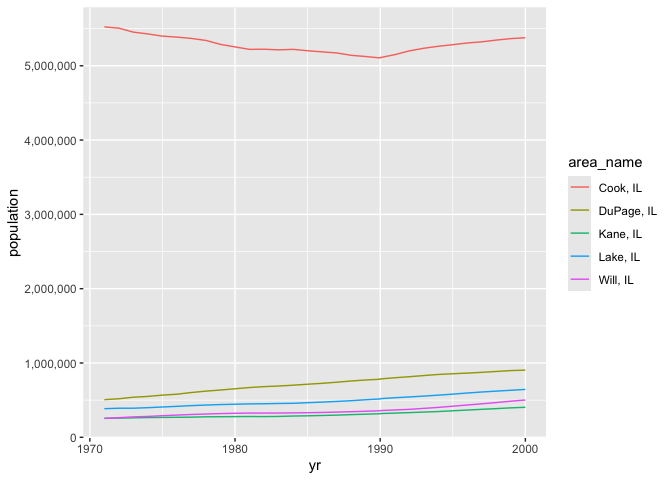 5,000,000
4,000,000
3,000,000
2,000,000
1,000,000
0
population
1970
1980
1990
2000
yr
area_name
Cook, IL
DuPage, IL
Kane, IL
Lake, IL
Will, IL